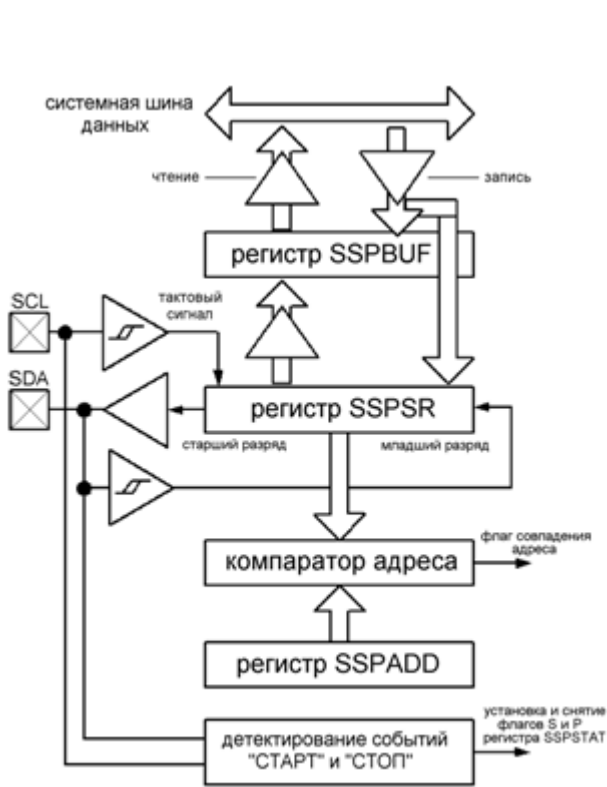 системная шина
данных
чтение
запись
регистр SSPBUF
SCL
тактовый
сигнал
SDA
регистр SSPSR
старший разряд
младший разряд
флаг совпадения
адреса
компаратор адреса
регистр SSPADD
установка и снятие
флагов S и P
регистра SSPSTAT
детектирование событий
"СТАРТ" и "СТОП"